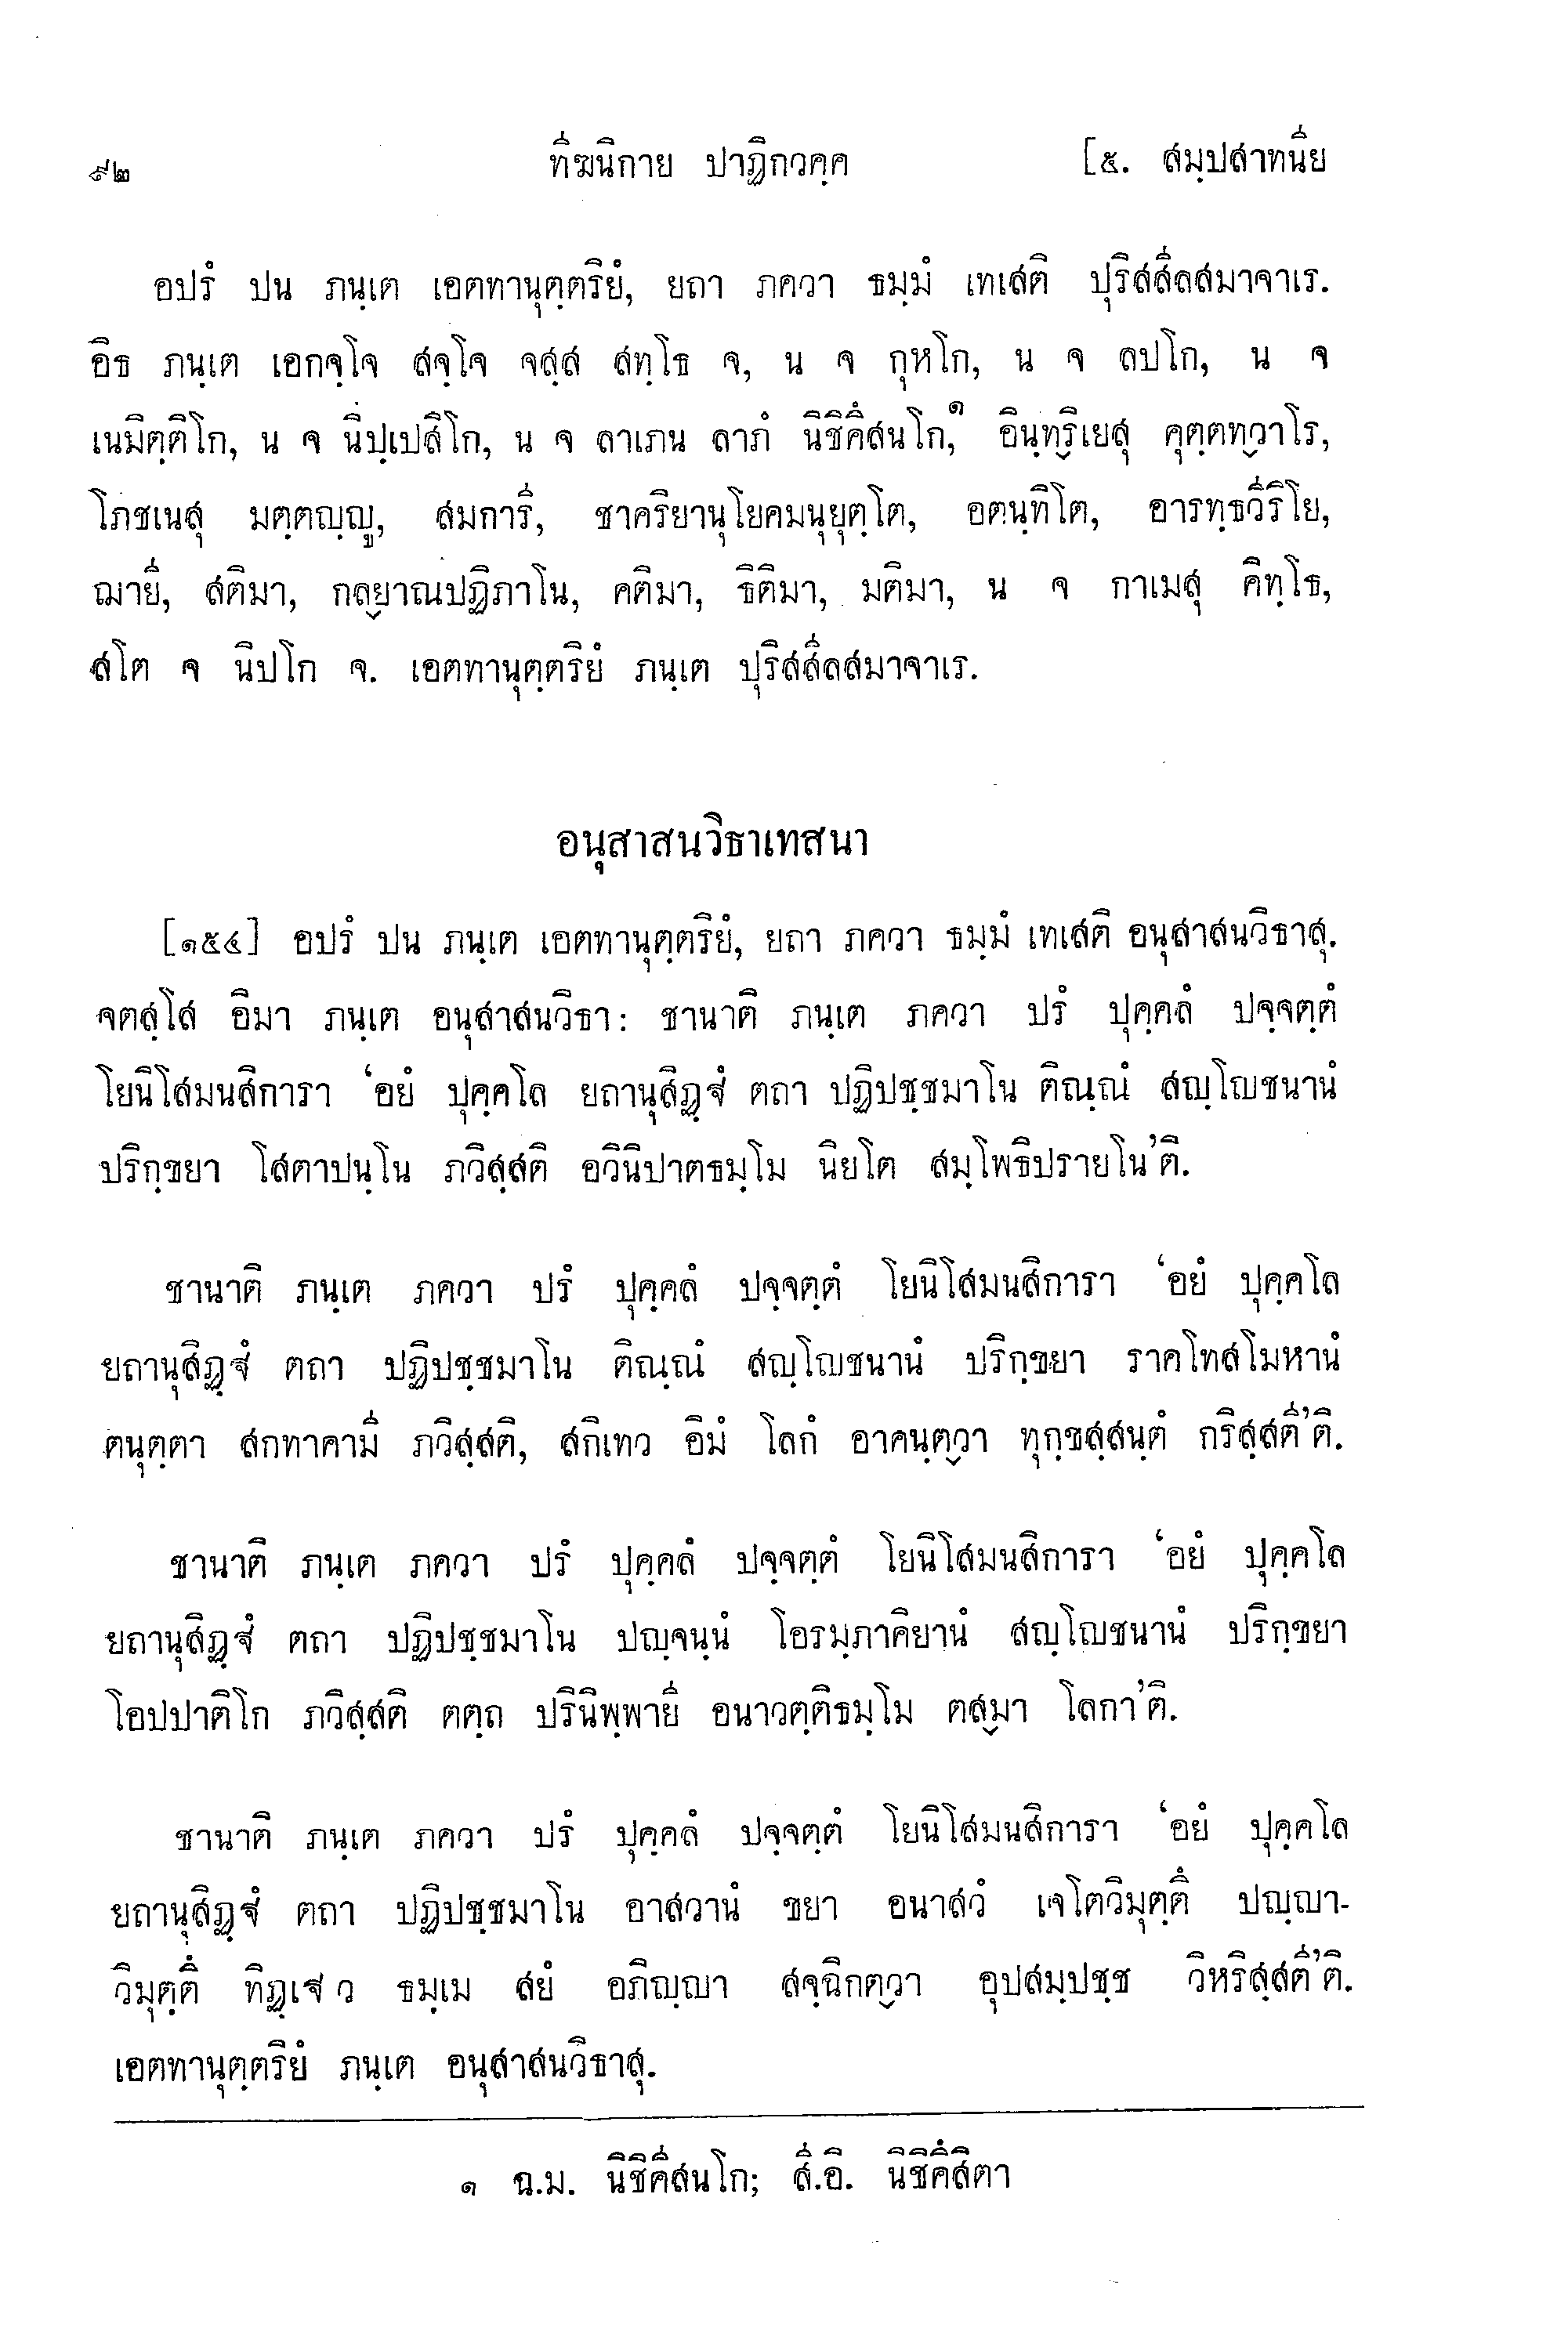 ๙๒ ทีฆนิกาย ปาฏิกวคฺค [๕. สมฺปสาทนีย
อปรํ ปน ภนฺเต เอตทานุตฺตริยํ, ยถา ภควา ธมฺมํ เทเสติ ปุริสสีลสมาจาเร.
อิธ ภนฺเต เอกจฺโจ สจฺโจ จสฺส สทฺโธ จ, น จ กุหโก, น จ ลปโก, น จ
เนมิตฺติโก, น จ นิปฺเปสิโก, น จ ลาเภน ลาภํ นิชิคึสนโก,๑ อินฺทฺริเยสุ คุตฺตทฺวาโร,
โภชเนสุ มตฺตญฺญู, สมการี, ชาคริยานุโยคมนุยุตฺโต, อตนฺทิโต, อารทฺธวีริโย,
ฌายี, สติมา, กลฺยาณปฏิภาโน, คติมา, ธิติมา, มติมา, น จ กาเมสุ คิทฺโธ,
สโต จ นิปโก จ. เอตทานุตฺตริยํ ภนฺเต ปุริสสีลสมาจาเร.
อนุสาสนวิธาเทสนา
[๑๕๔] อปรํ ปน ภนฺเต เอตทานุตฺตริยํ, ยถา ภควา ธมฺมํ เทเสติ อนุสาสนวิธาสุ.
จตสฺโส อิมา ภนฺเต อนุสาสนวิธา: ชานาติ ภนฺเต ภควา ปรํ ปุคฺคลํ ปจฺจตฺตํ
โยนิโสมนสิการา ‘อยํ ปุคฺคโล ยถานุสิฏฺฐํ ตถา ปฏิปชฺชมาโน ติณฺณํ สญฺโญชนานํ
ปริกฺขยา โสตาปนฺโน ภวิสฺสติ อวินิปาตธมฺโม นิยโต สมฺโพธิปรายโน’ติ.
ชานาติ ภนฺเต ภควา ปรํ ปุคฺคลํ ปจฺจตฺตํ โยนิโสมนสิการา ‘อยํ ปุคฺคโล
ยถานุสิฏฺฐํ ตถา ปฏิปชฺชมาโน ติณฺณํ สญฺโญชนานํ ปริกฺขยา ราคโทสโมหานํ
ตนุตฺตา สกทาคามี ภวิสฺสติ, สกิเทว อิมํ โลกํ อาคนฺตฺวา ทุกฺขสฺสนฺตํ กริสฺสตี’ติ.
ชานาติ ภนฺเต ภควา ปรํ ปุคฺคลํ ปจฺจตฺตํ โยนิโสมนสิการา ‘อยํ ปุคฺคโล
ยถานุสิฏฺฐํ ตถา ปฏิปชฺชมาโน ปญฺจนฺนํ โอรมฺภาคิยานํ สญฺโญชนานํ ปริกฺขยา
โอปปาติโก ภวิสฺสติ ตตฺถ ปรินิพฺพายี อนาวตฺติธมฺโม ตสฺมา โลกา’ติ.
ชานาติ ภนฺเต ภควา ปรํ ปุคฺคลํ ปจฺจตฺตํ โยนิโสมนสิการา ‘อยํ ปุคฺคโล
ยถานุสิฏฺฐํ ตถา ปฏิปชฺชมาโน อาสวานํ ขยา อนาสวํ เจโตวิมุตฺตึ ปญฺญา-
วิมุตฺตึ ทิฏฺเฐว ธมฺเม สยํ อภิญฺญา สจฺฉิกตฺวา อุปสมฺปชฺช วิหริสฺสตี’ติ.
เอตทานุตฺตริยํ ภนฺเต อนุสาสนวิธาสุ.
๑ ฉ.ม. นิชิคีสนโก; สี.อิ. นิชิคึสิตา